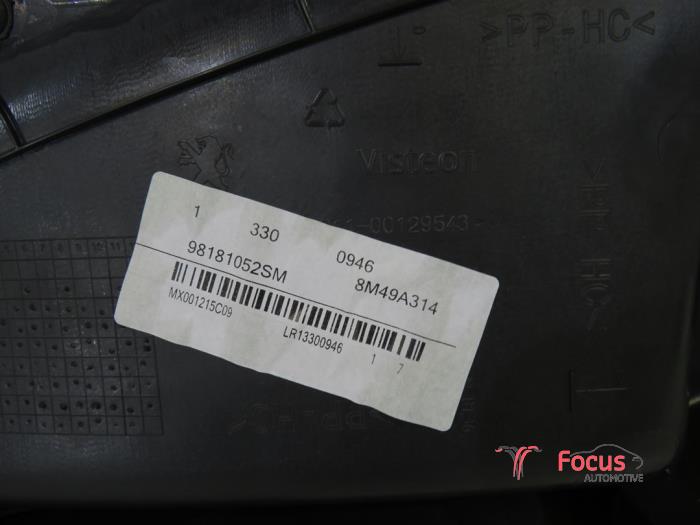 >PP-HC<
Visteon
-00129543-
1 330 0946
98181052SM 8M49A314
MX001215C09
LR13300946 1 7
Focus
AUTOMOTIVE